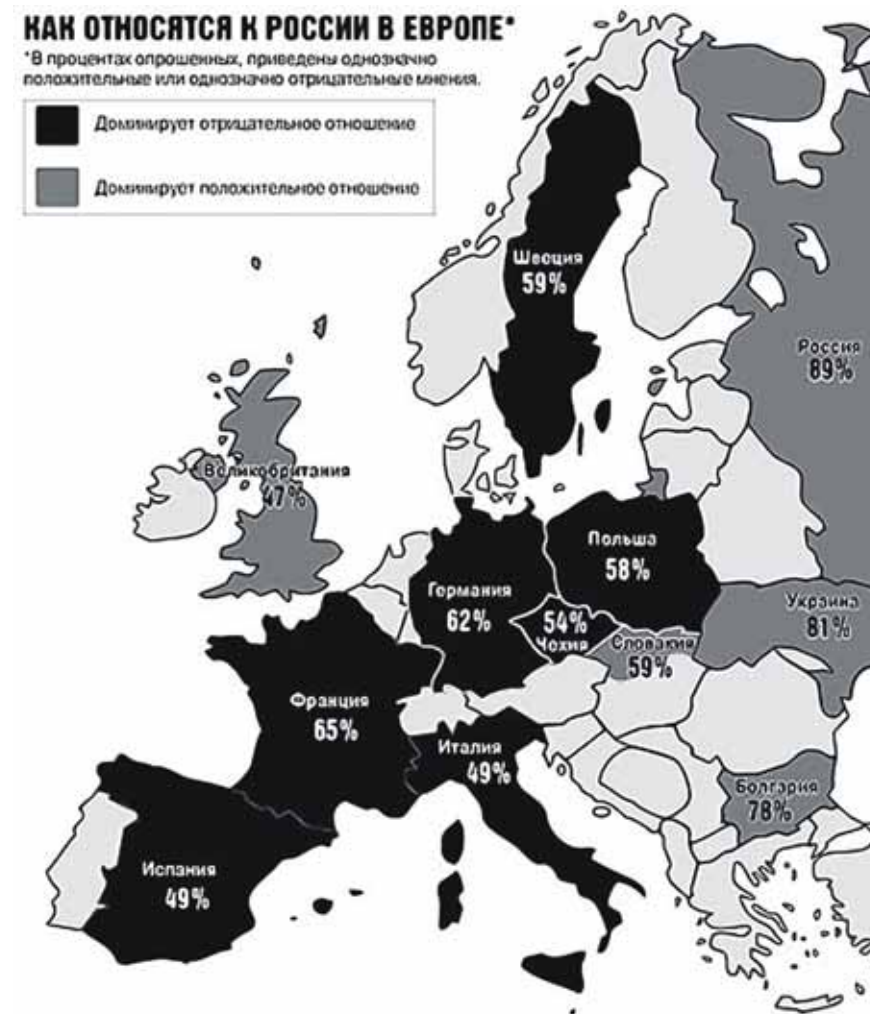 КАК ОТНОСЯТСЯ К РОССИИ В ЕВРОПЕ*
*В процентах опрошенных, приведены однозначно
положительные или однозначно отрицательные мнения.
Доминирует отрицательное отношение
Доминирует положительное отношение
Швеция
59%
Россия
89%
Великобритания
47%
Польша
58%
Германия
62%
54%
Чехия
Украина
81%
Словакия
59%
Франция
65%
Италия
49%
Болгария
78%
Испания
49%